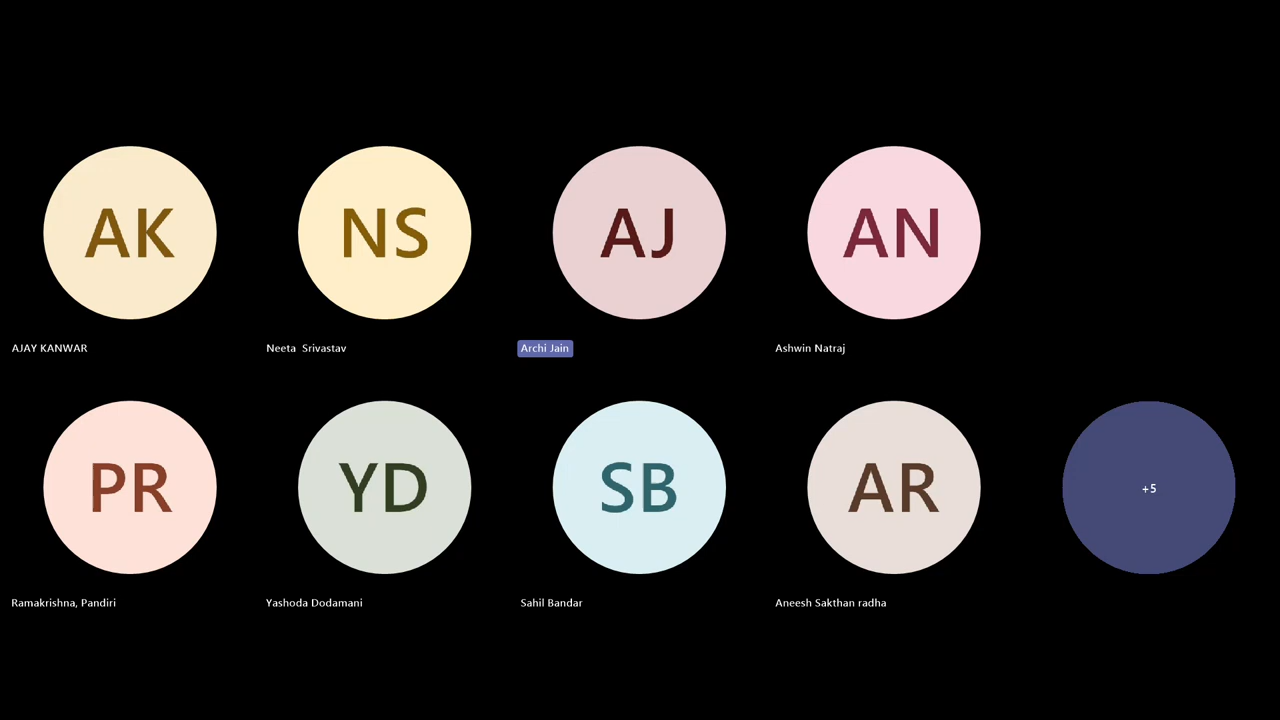 AK NS AJ AN
AJAY KANWAR Neeta Srivastav Archi Jain Ashwin Natraj
PR YD SB AR +5
Ramakrishna, Pandiri Yashoda Dodamani Sahil Bandar Aneesh Sakthan radha